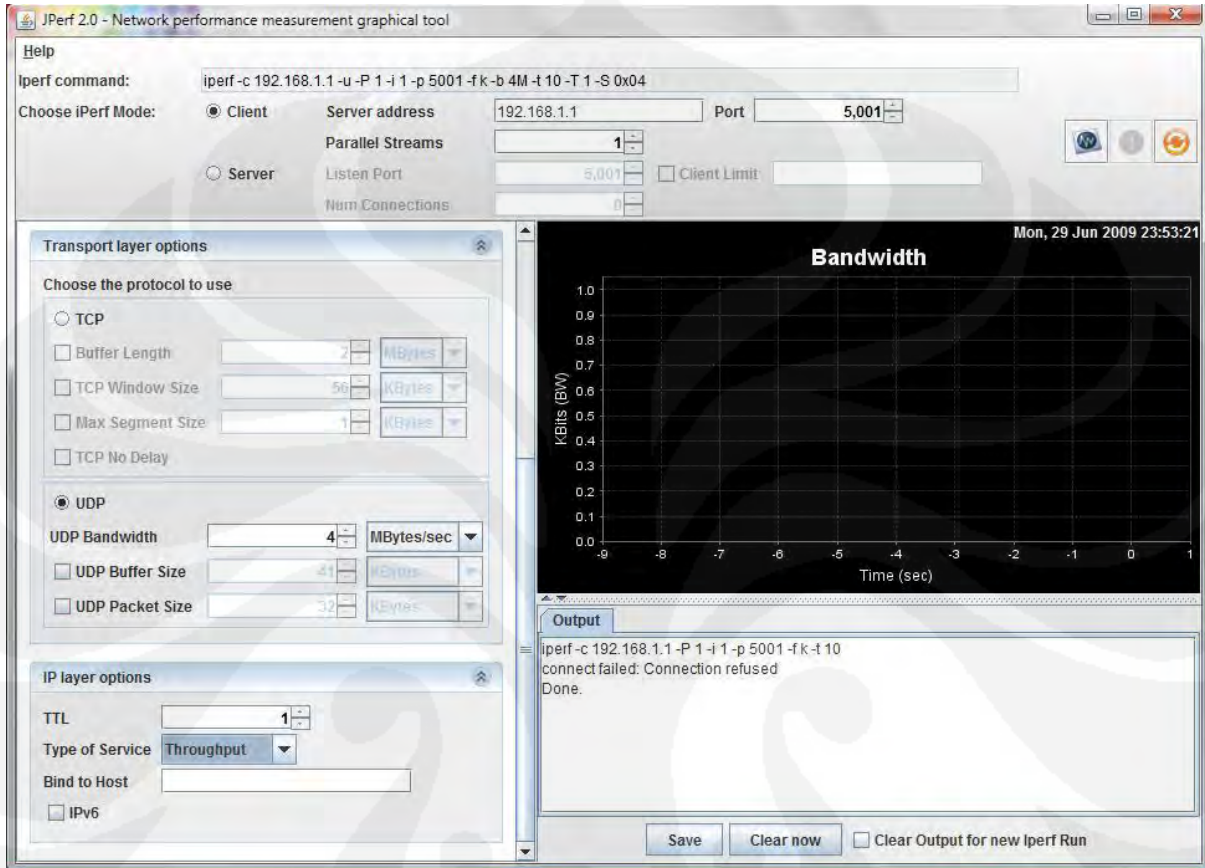 JPerf 2.0 - Network performance measurement graphical tool
Help
Iperf command: iperf -c 192.168.1.1 -u -P 1 -i 1 -p 5001 -f k -b 4M -t 10 -T 1 -S 0x04
Choose iPerf Mode: Client Server address 192.168.1.1 Port 5,001
Parallel Streams 1
Server Listen Port 5,001 Client Limit
Num Connections 0
Transport layer options
Choose the protocol to use
TCP
Buffer Length 2 MBytes
TCP Window Size 56 KBytes
Max Segment Size 1 KBytes
TCP No Delay
UDP
UDP Bandwidth 4 MBytes/sec
UDP Buffer Size 41 KBytes
UDP Packet Size 32 KBytes
IP layer options
TTL 1
Type of Service Throughput
Bind to Host
IPv6
Mon, 29 Jun 2009 23:53:21
Bandwidth
KBits (BW)
1.0
0.9
0.8
0.7
0.6
0.5
0.4
0.3
0.2
0.1
0.0
-9 -8 -7 -6 -5 -4 -3 -2 -1 0 1
Time (sec)
Output
iperf -c 192.168.1.1 -P 1 -i 1 -p 5001 -f k -t 10
connect failed: Connection refused
Done.
Save Clear now Clear Output for new Iperf Run